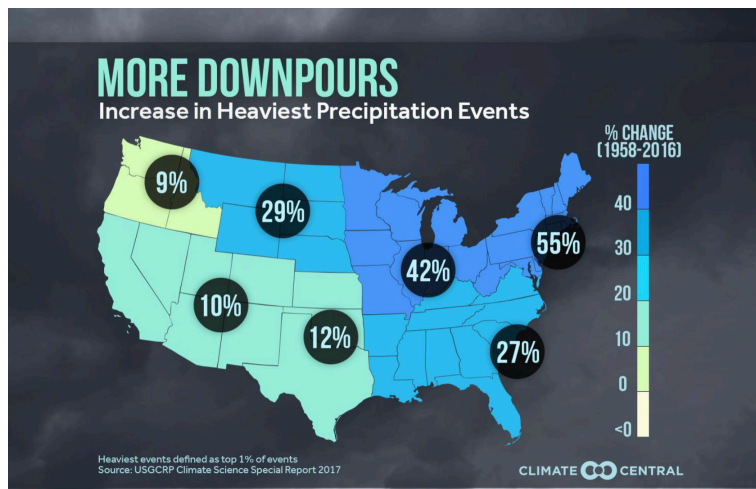 MORE DOWNPOURS
Increase in Heaviest Precipitation Events
% CHANGE
(1958-2016)
9%
29%
55%
42%
10%
12%
27%
40
30
20
10
0
<0
Heaviest events defined as top 1% of events
Source: USGCRP Climate Science Special Report 2017
CLIMATE CENTRAL